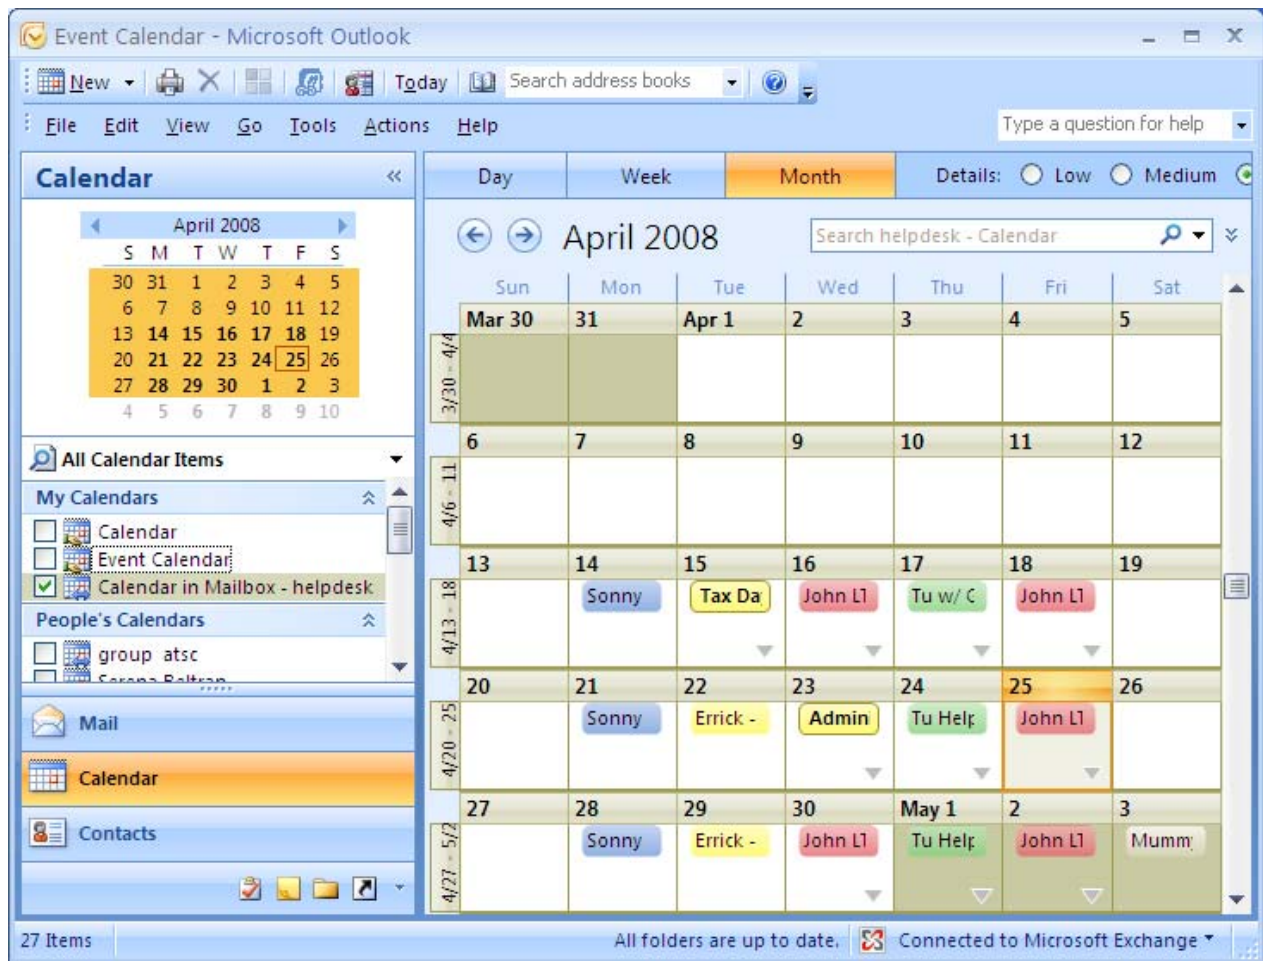 Event Calendar - Microsoft Outlook
New Today Search address books
File Edit View Go Tools Actions Help Type a question for help
Calendar «
April 2008
S M T W T F S
30 31 1 2 3 4 5
6 7 8 9 10 11 12
13 14 15 16 17 18 19
20 21 22 23 24 25 26
27 28 29 30 1 2 3
4 5 6 7 8 9 10
All Calendar Items
My Calendars
Calendar
Event Calendar
Calendar in Mailbox - helpdesk
People's Calendars
group atsc
Mail
Calendar
Contacts
Day Week Month Details: Low Medium
April 2008 Search helpdesk - Calendar
Sun Mon Tue Wed Thu Fri Sat
3/30 - 4/4
Mar 30 31 Apr 1 2 3 4 5
4/6 - 11
6 7 8 9 10 11 12
4/13 - 18
13 14 15 16 17 18 19
Sonny Tax Da John LT Tu w/ C John LT
4/20 - 25
20 21 22 23 24 25 26
Sonny Errick - Admin Tu Help John LT
4/27 - 5/2
27 28 29 30 May 1 2 3
Sonny Errick - John LT Tu Help John LT Mumm
27 Items All folders are up to date. Connected to Microsoft Exchange